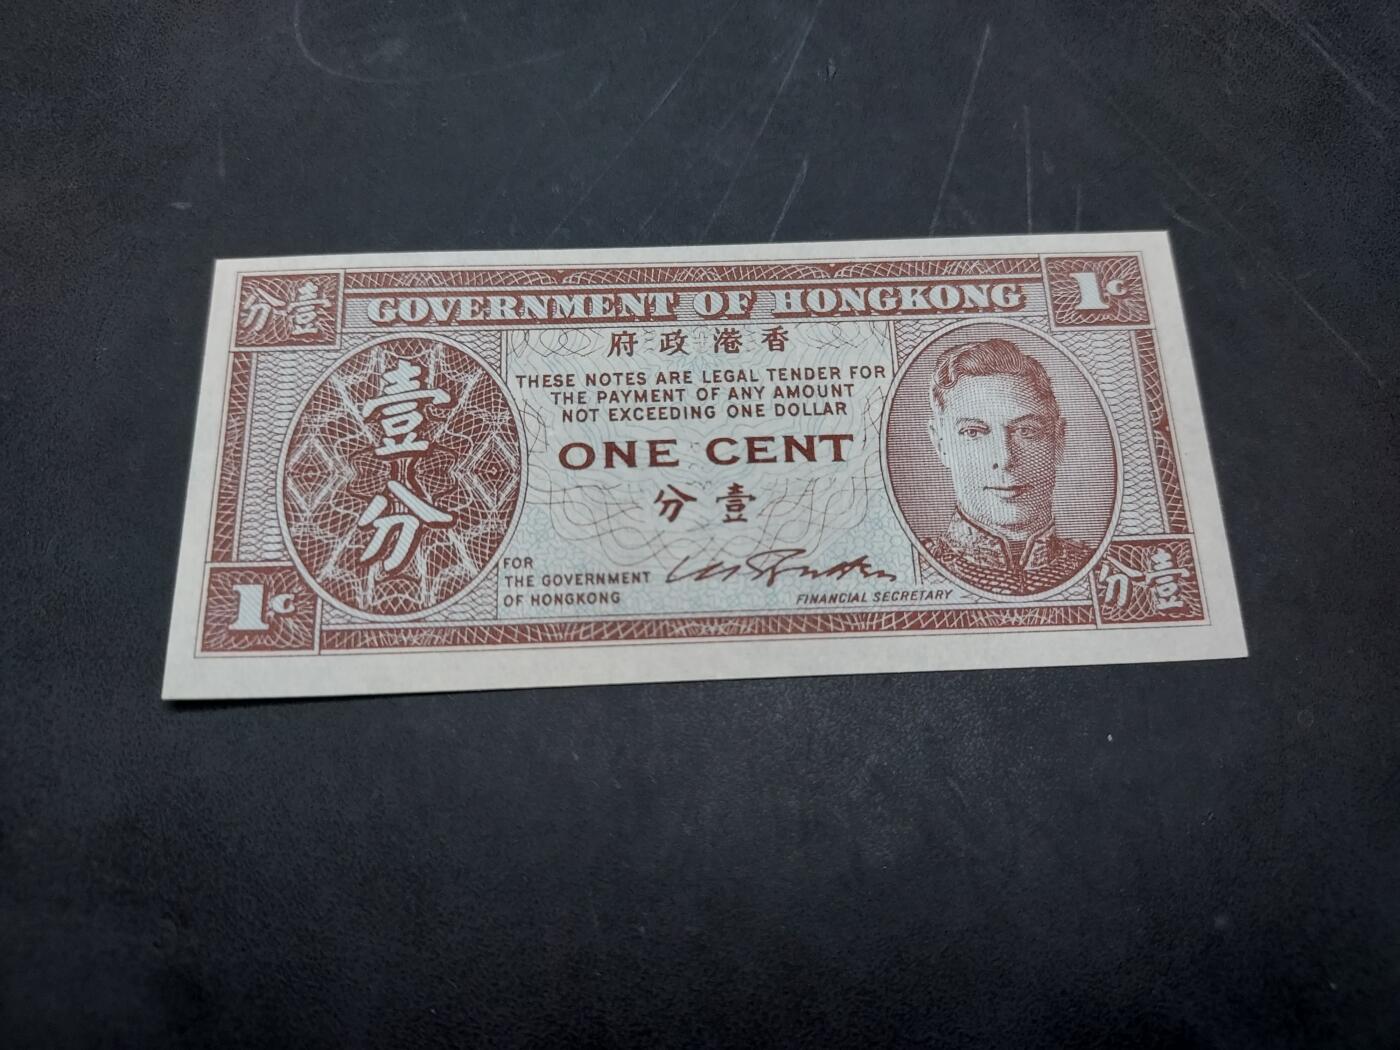 分壹
GOVERNMENT OF HONGKONG
1c
府政港香
THESE NOTES ARE LEGAL TENDER FOR
THE PAYMENT OF ANY AMOUNT
NOT EXCEEDING ONE DOLLAR
壹
分
ONE CENT
分壹
FOR
THE GOVERNMENT
OF HONGKONG
FINANCIAL SECRETARY
1c
分壹